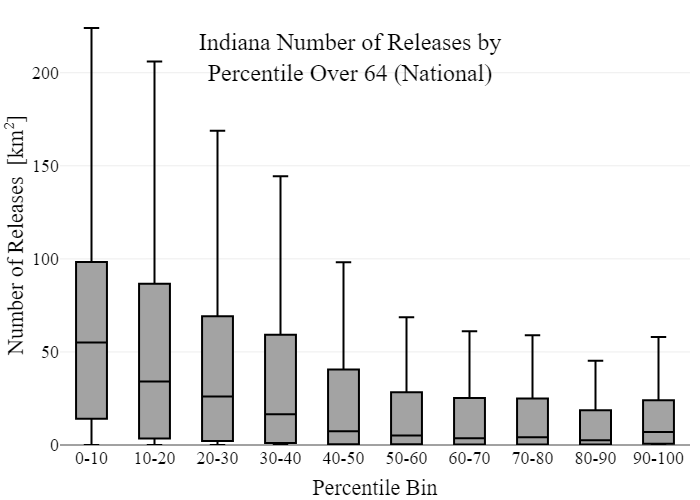 Indiana Number of Releases by
Percentile Over 64 (National)
Number of Releases [km²]
200
150
100
50
0
0-10 10-20 20-30 30-40 40-50 50-60 60-70 70-80 80-90 90-100
Percentile Bin